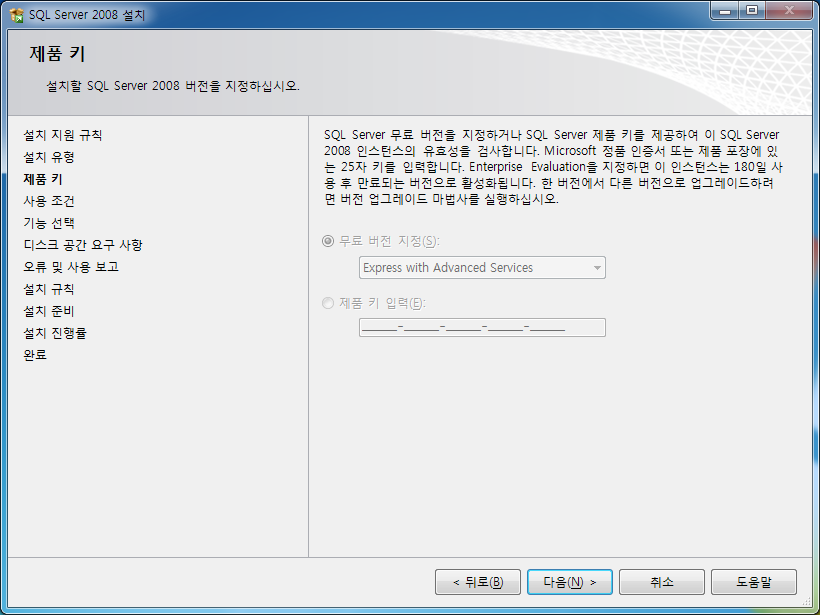 SQL Server 2008 설치
제품 키
설치할 SQL Server 2008 버전을 지정하십시오.
설치 지원 규칙
설치 유형
제품 키
사용 조건
기능 선택
디스크 공간 요구 사항
오류 및 사용 보고
설치 규칙
설치 준비
설치 진행률
완료
SQL Server 무료 버전을 지정하거나 SQL Server 제품 키를 제공하여 이 SQL Server
2008 인스턴스의 유효성을 검사합니다. Microsoft 정품 인증서 또는 제품 포장에 있
는 25자 키를 입력합니다. Enterprise Evaluation을 지정하면 이 인스턴스는 180일 사
용 후 만료되는 버전으로 활성화됩니다. 한 버전에서 다른 버전으로 업그레이드하려
면 버전 업그레이드 마법사를 실행하십시오.
무료 버전 지정(S):
Express with Advanced Services
제품 키 입력(E):
_____-_____-_____-_____-_____
< 뒤로(B)
다음(N) >
취소
도움말